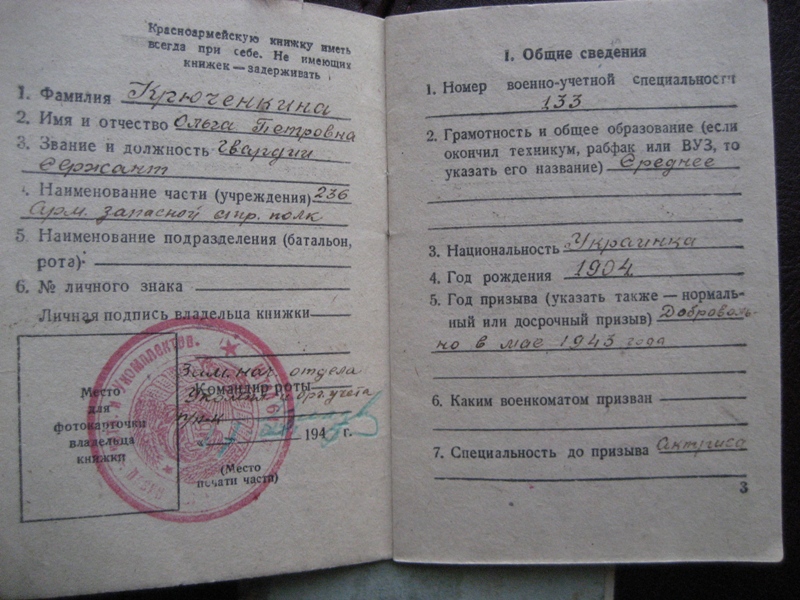 Красноармейскую книжку иметь
всегда при себе. Не имеющих
книжек — задерживать
1. Фамилия Крюченкина
2. Имя и отчество Ольга Петровна
3. Звание и должность Гвардии
Сержант
4. Наименование части (учреждения) 236
Арм. запасной стр. полк
5. Наименование подразделения (батальон,
рота)
6. № личного знака
Личная подпись владельца книжки
Место
для
фотокарточки
владельца
книжки
Зам. нач. отдела
Командир роты
194 г.
(Место
печати части)
I. Общие сведения
1. Номер военно-учетной специальности
133
2. Грамотность и общее образование (если
окончил техникум, рабфак или ВУЗ, то
указать его название) Среднее
3. Национальность Украинка
4. Год рождения 1904
5. Год призыва (указать также — нормаль-
ный или досрочный призыв) Доброволь-
но в мае 1943 года
6. Каким военкоматом призван
7. Специальность до призыва Актриса
3